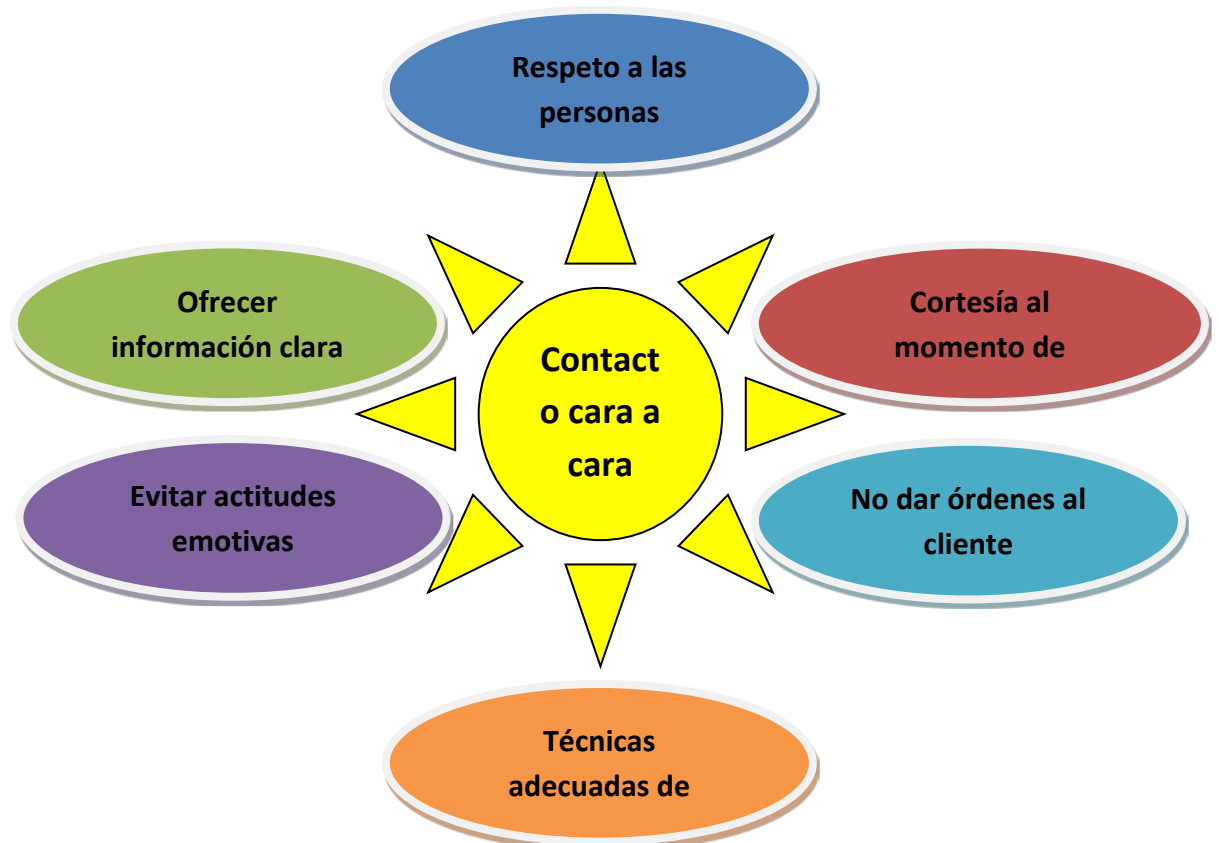 Respeto a las
personas
Ofrecer
información clara
Cortesía al
momento de
Contact
o cara a
cara
Evitar actitudes
emotivas
No dar órdenes al
cliente
Técnicas
adecuadas de